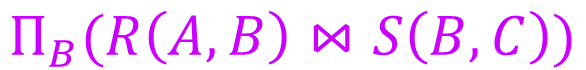 Π_B(R(A, B) ⋈ S(B, C))